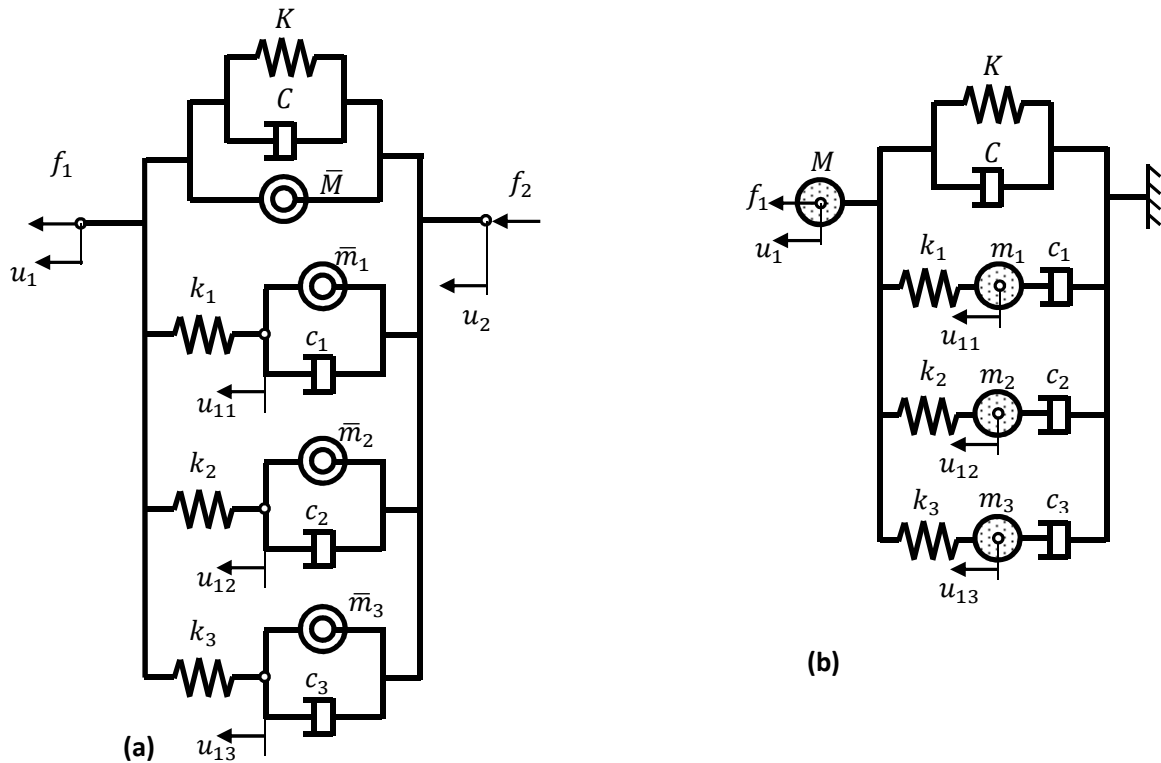 K
C
f₁
M̄
f₂
u₁
m̄₁
k₁
c₁
u₂
u₁₁
m̄₂
k₂
c₂
u₁₂
m̄₃
k₃
c₃
u₁₃
(a)
K
M
C
f₁
u₁
k₁ m₁ c₁
u₁₁
k₂ m₂ c₂
u₁₂
k₃ m₃ c₃
u₁₃
(b)